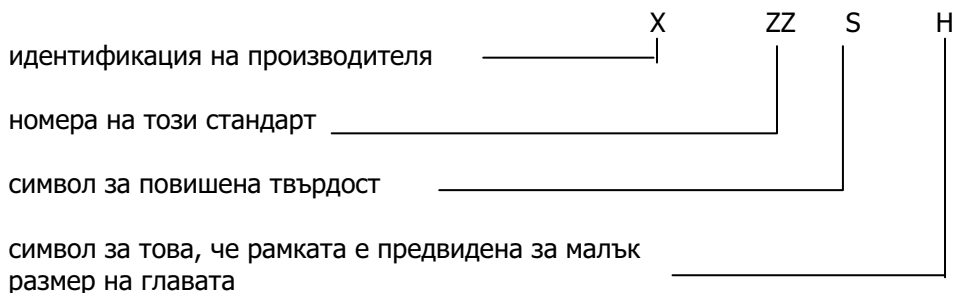 X ZZ S H
идентификация на производителя
номера на този стандарт
символ за повишена твърдост
символ за това, че рамката е предвидена за малък
размер на главата